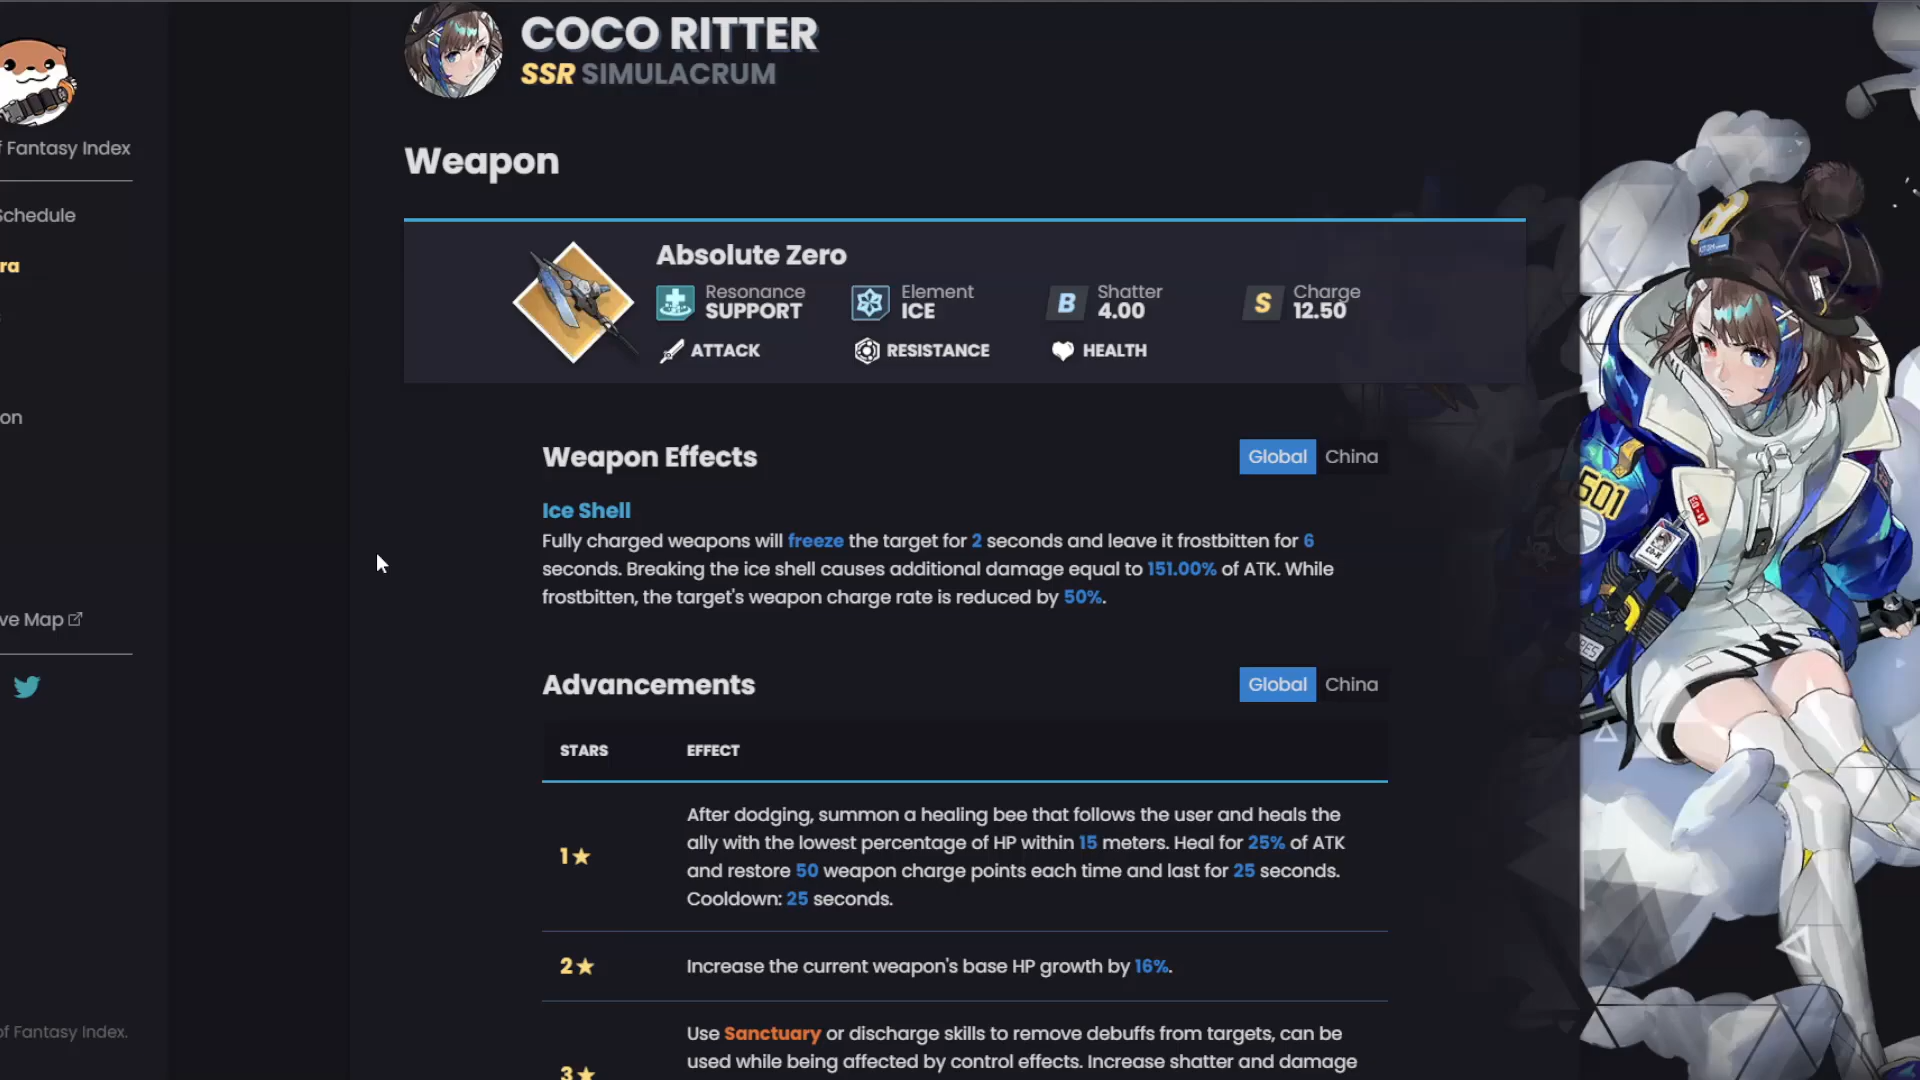 COCO RITTER
SSR SIMULACRUM
f Fantasy Index
Schedule
ra
on
ve Map
of Fantasy Index.
Weapon
Absolute Zero
Resonance
SUPPORT
Element
ICE
B
Shatter
4.00
S
Charge
12.50
ATTACK
RESISTANCE
HEALTH
Weapon Effects
Global China
Ice Shell
Fully charged weapons will freeze the target for 2 seconds and leave it frostbitten for 6
seconds. Breaking the ice shell causes additional damage equal to 151.00% of ATK. While
frostbitten, the target's weapon charge rate is reduced by 50%.
Advancements
Global China
STARS EFFECT
1★
After dodging, summon a healing bee that follows the user and heals the
ally with the lowest percentage of HP within 15 meters. Heal for 25% of ATK
and restore 50 weapon charge points each time and last for 25 seconds.
Cooldown: 25 seconds.
2★
Increase the current weapon's base HP growth by 16%.
3★
Use Sanctuary or discharge skills to remove debuffs from targets, can be
used while being affected by control effects. Increase shatter and damage
601